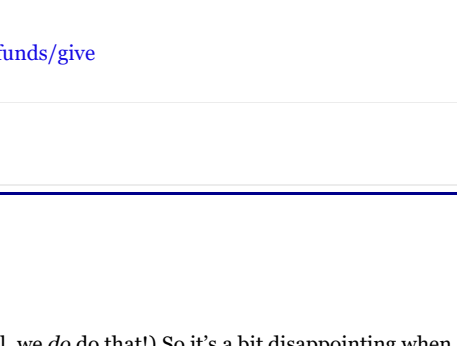 funds/give
l, we do do that!) So it's a bit disappointing when